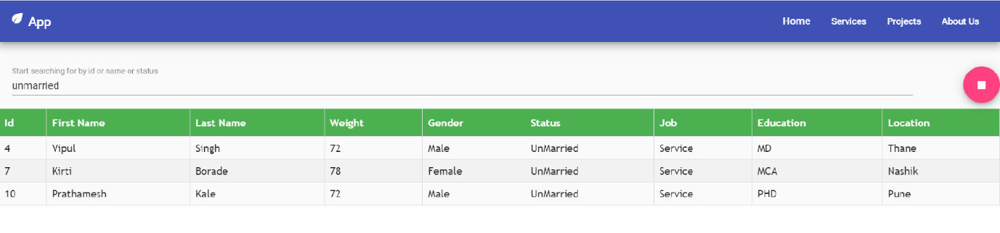 App Home Services Projects About Us
Start searching for by id or name or status
unmarried
Id First Name Last Name Weight Gender Status Job Education Location
4 Vipul Singh 72 Male UnMarried Service MD Thane
7 Kirti Borade 78 Female UnMarried Service MCA Nashik
10 Prathamesh Kale 72 Male UnMarried Service PHD Pune